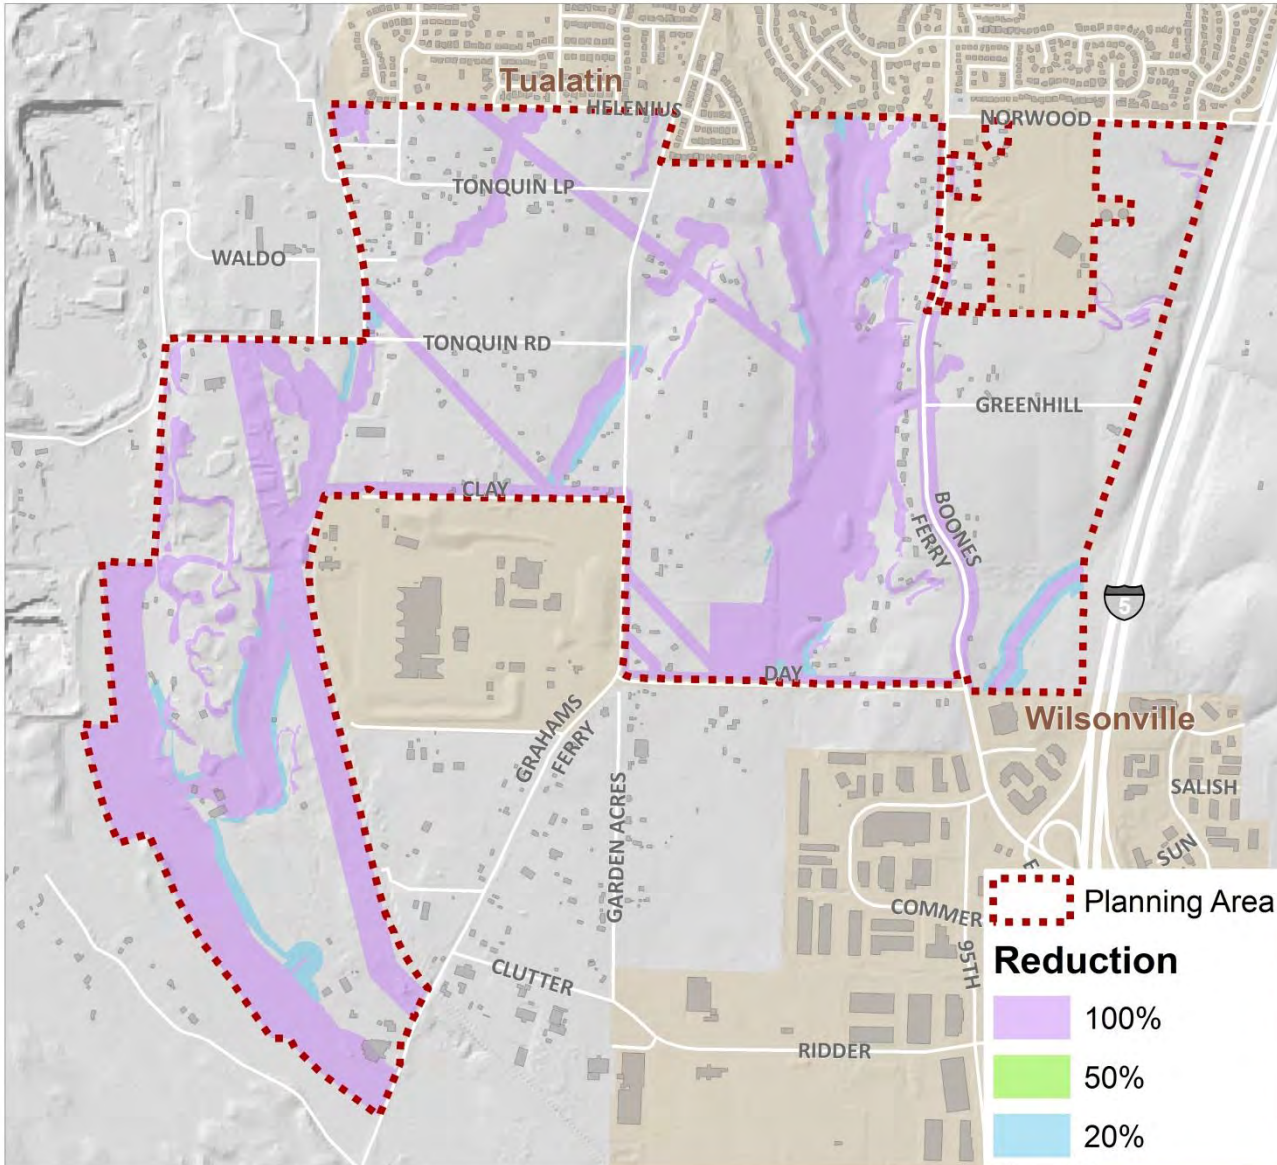 Tualatin
HELENIUS
NORWOOD
TONQUIN LP
WALDO
TONQUIN RD
GREENHILL
CLAY
BOONES
FERRY
5
DAY
Wilsonville
GRAHAMS
FERRY
GARDEN ACRES
SALISH
SUN
E
COMMER
95TH
CLUTTER
RIDDER
Planning Area
Reduction
100%
50%
20%